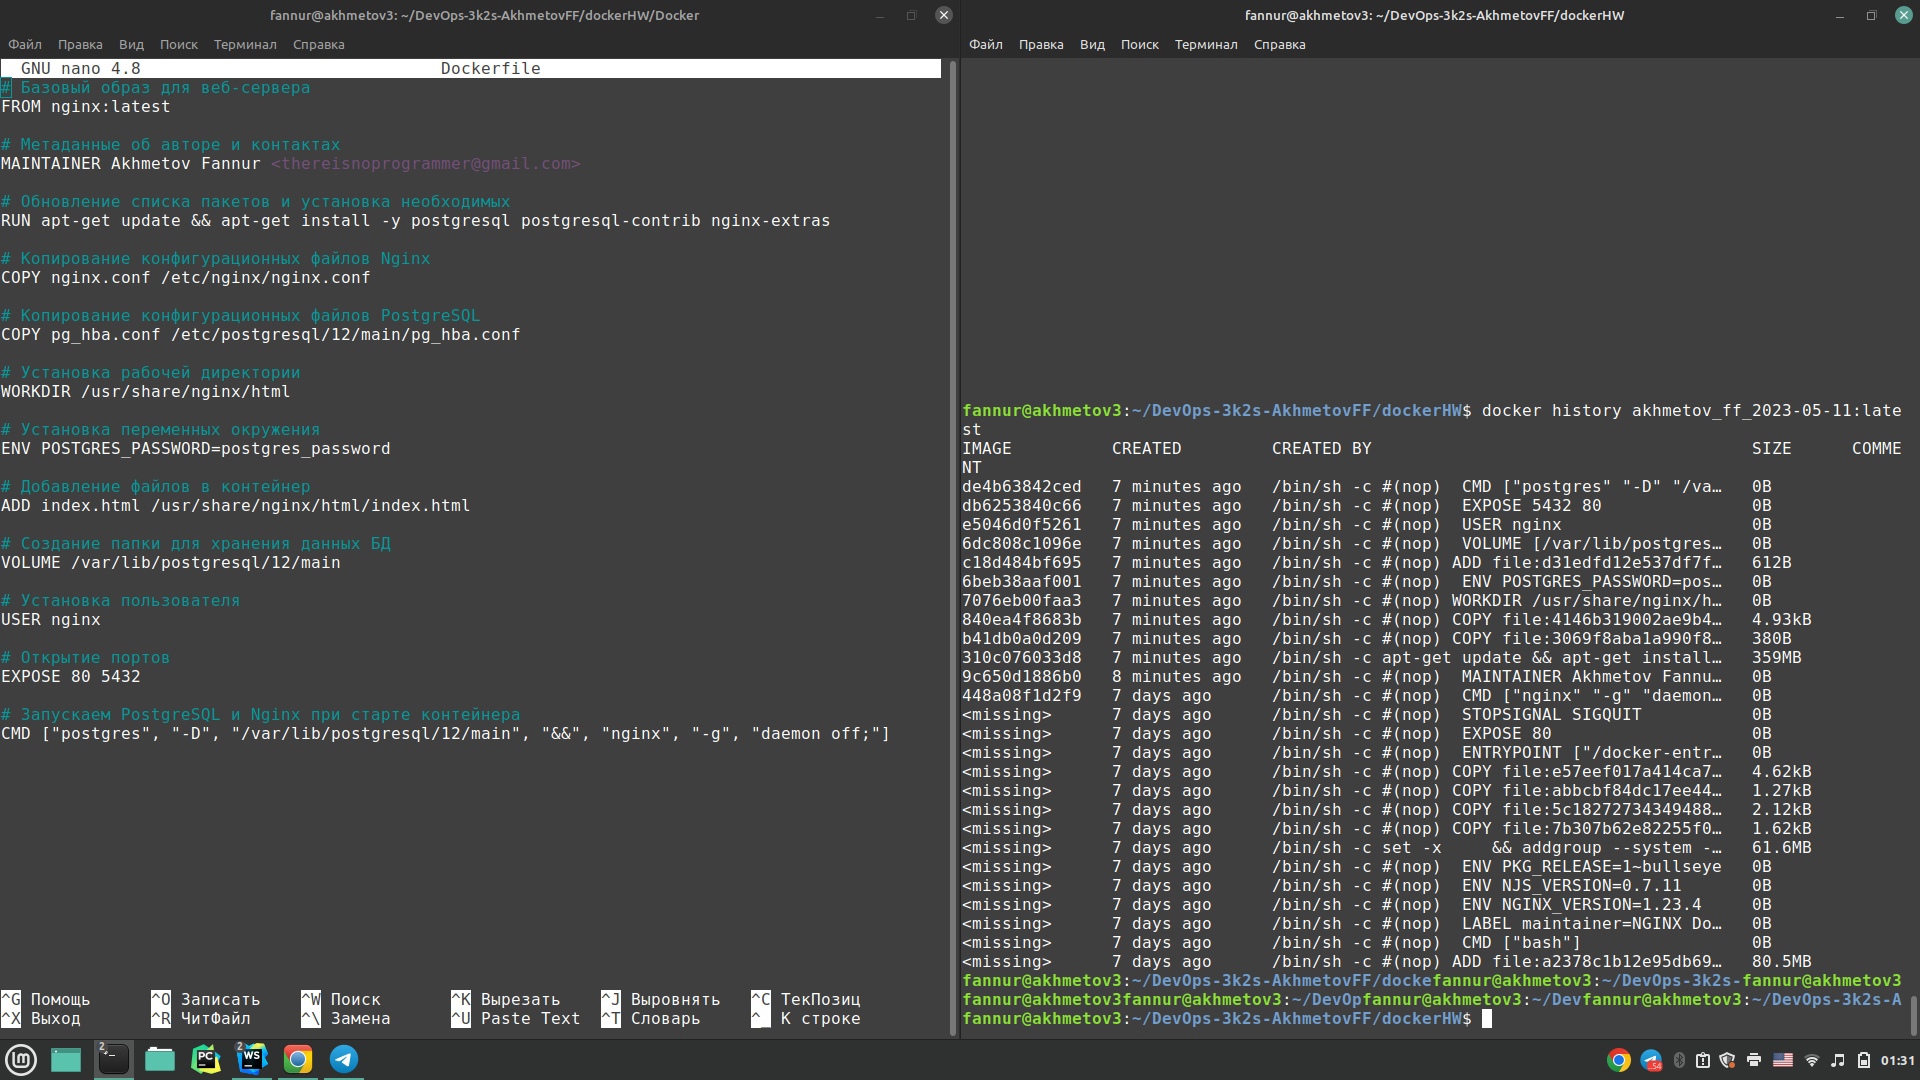 fannur@akhmetov3: ~/DevOps-3k2s-AkhmetovFF/dockerHW/Docker
Файл Правка Вид Поиск Терминал Справка
GNU nano 4.8 Dockerfile
# Базовый образ для веб-сервера
FROM nginx:latest
# Метаданные об авторе и контактах
MAINTAINER Akhmetov Fannur <thereisnoprogrammer@gmail.com>
# Обновление списка пакетов и установка необходимых
RUN apt-get update && apt-get install -y postgresql postgresql-contrib nginx-extras
# Копирование конфигурационных файлов Nginx
COPY nginx.conf /etc/nginx/nginx.conf
# Копирование конфигурационных файлов PostgreSQL
COPY pg_hba.conf /etc/postgresql/12/main/pg_hba.conf
# Установка рабочей директории
WORKDIR /usr/share/nginx/html
# Установка переменных окружения
ENV POSTGRES_PASSWORD=postgres_password
# Добавление файлов в контейнер
ADD index.html /usr/share/nginx/html/index.html
# Создание папки для хранения данных БД
VOLUME /var/lib/postgresql/12/main
# Установка пользователя
USER nginx
# Открытие портов
EXPOSE 80 5432
# Запускаем PostgreSQL и Nginx при старте контейнера
CMD ["postgres", "-D", "/var/lib/postgresql/12/main", "&&", "nginx", "-g", "daemon off;"]
^G Помощь ^O Записать ^W Поиск ^K Вырезать ^J Выровнять ^C ТекПозиц
^X Выход ^R ЧитФайл ^\ Замена ^U Paste Text ^T Словарь ^_ К строке
fannur@akhmetov3: ~/DevOps-3k2s-AkhmetovFF/dockerHW
Файл Правка Вид Поиск Терминал Справка
fannur@akhmetov3:~/DevOps-3k2s-AkhmetovFF/dockerHW$ docker history akhmetov_ff_2023-05-11:late
st
IMAGE CREATED CREATED BY SIZE COMME
NT
de4b63842ced 7 minutes ago /bin/sh -c #(nop) CMD ["postgres" "-D" "/va… 0B
db6253840c66 7 minutes ago /bin/sh -c #(nop) EXPOSE 5432 80 0B
e5046d0f5261 7 minutes ago /bin/sh -c #(nop) USER nginx 0B
6dc808c1096e 7 minutes ago /bin/sh -c #(nop) VOLUME [/var/lib/postgres… 0B
c18d484bf695 7 minutes ago /bin/sh -c #(nop) ADD file:d31edfd12e537df7f… 612B
6beb38aaf001 7 minutes ago /bin/sh -c #(nop) ENV POSTGRES_PASSWORD=pos… 0B
7076eb00faa3 7 minutes ago /bin/sh -c #(nop) WORKDIR /usr/share/nginx/h… 0B
840ea4f8683b 7 minutes ago /bin/sh -c #(nop) COPY file:4146b319002ae9b4… 4.93kB
b41db0a0d209 7 minutes ago /bin/sh -c #(nop) COPY file:3069f8aba1a990f8… 380B
310c076033d8 7 minutes ago /bin/sh -c apt-get update && apt-get install… 359MB
9c650d1886b0 8 minutes ago /bin/sh -c #(nop) MAINTAINER Akhmetov Fannu… 0B
448a08f1d2f9 7 days ago /bin/sh -c #(nop) CMD ["nginx" "-g" "daemon… 0B
<missing> 7 days ago /bin/sh -c #(nop) STOPSIGNAL SIGQUIT 0B
<missing> 7 days ago /bin/sh -c #(nop) EXPOSE 80 0B
<missing> 7 days ago /bin/sh -c #(nop) ENTRYPOINT ["/docker-entr… 0B
<missing> 7 days ago /bin/sh -c #(nop) COPY file:e57eef017a414ca7… 4.62kB
<missing> 7 days ago /bin/sh -c #(nop) COPY file:abbcbf84dc17ee44… 1.27kB
<missing> 7 days ago /bin/sh -c #(nop) COPY file:5c18272734349488… 2.12kB
<missing> 7 days ago /bin/sh -c #(nop) COPY file:7b307b62e82255f0… 1.62kB
<missing> 7 days ago /bin/sh -c set -x && addgroup --system -… 61.6MB
<missing> 7 days ago /bin/sh -c #(nop) ENV PKG_RELEASE=1~bullseye 0B
<missing> 7 days ago /bin/sh -c #(nop) ENV NJS_VERSION=0.7.11 0B
<missing> 7 days ago /bin/sh -c #(nop) ENV NGINX_VERSION=1.23.4 0B
<missing> 7 days ago /bin/sh -c #(nop) LABEL maintainer=NGINX Do… 0B
<missing> 7 days ago /bin/sh -c #(nop) CMD ["bash"] 0B
<missing> 7 days ago /bin/sh -c #(nop) ADD file:a2378c1b12e95db69… 80.5MB
fannur@akhmetov3:~/DevOps-3k2s-AkhmetovFF/dockefannur@akhmetov3:~/DevOps-3k2s-fannur@akhmetov3
fannur@akhmetov3fannur@akhmetov3:~/DevOpfannur@akhmetov3:~/Devfannur@akhmetov3:~/DevOps-3k2s-A
fannur@akhmetov3:~/DevOps-3k2s-AkhmetovFF/dockerHW$
2 PC 2 WS 54 01:31